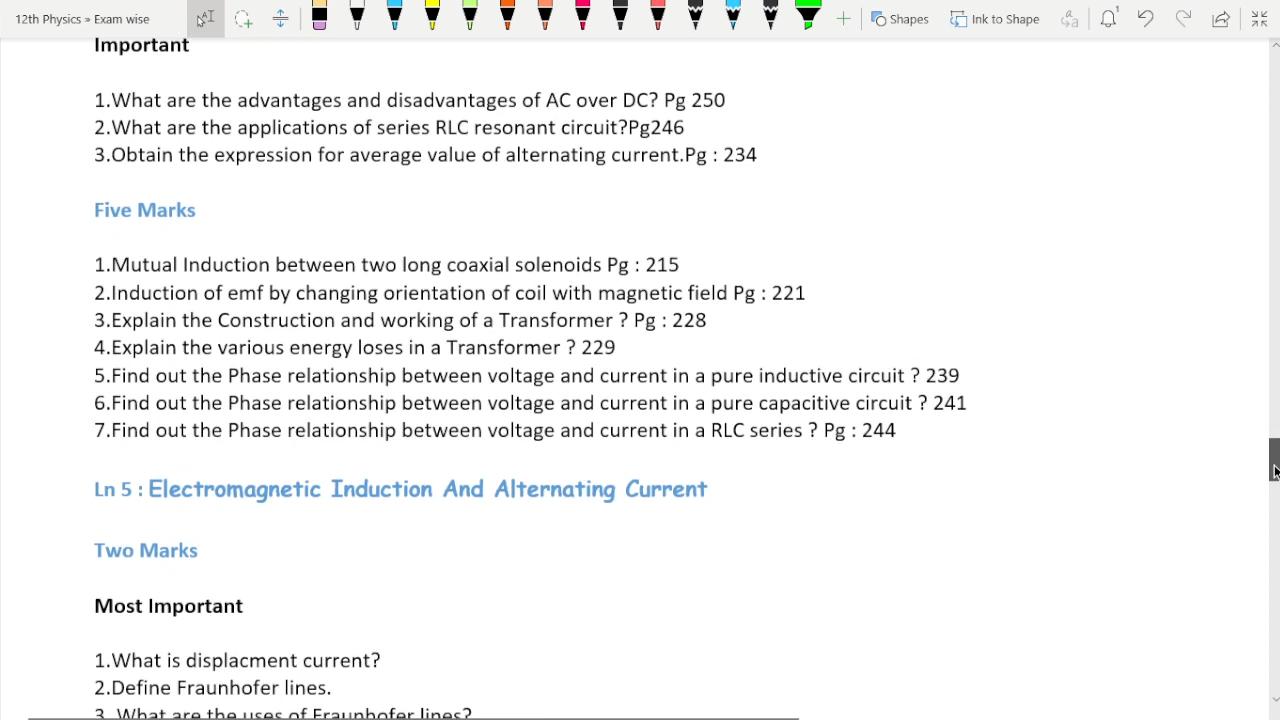 12th Physics » Exam wise
Shapes
Ink to Shape
Important
1.What are the advantages and disadvantages of AC over DC? Pg 250
2.What are the applications of series RLC resonant circuit?Pg246
3.Obtain the expression for average value of alternating current.Pg : 234
Five Marks
1.Mutual Induction between two long coaxial solenoids Pg : 215
2.Induction of emf by changing orientation of coil with magnetic field Pg : 221
3.Explain the Construction and working of a Transformer ? Pg : 228
4.Explain the various energy loses in a Transformer ? 229
5.Find out the Phase relationship between voltage and current in a pure inductive circuit ? 239
6.Find out the Phase relationship between voltage and current in a pure capacitive circuit ? 241
7.Find out the Phase relationship between voltage and current in a RLC series ? Pg : 244
Ln 5 : Electromagnetic Induction And Alternating Current
Two Marks
Most Important
1.What is displacment current?
2.Define Fraunhofer lines.
3. What are the uses of Fraunhofer lines?